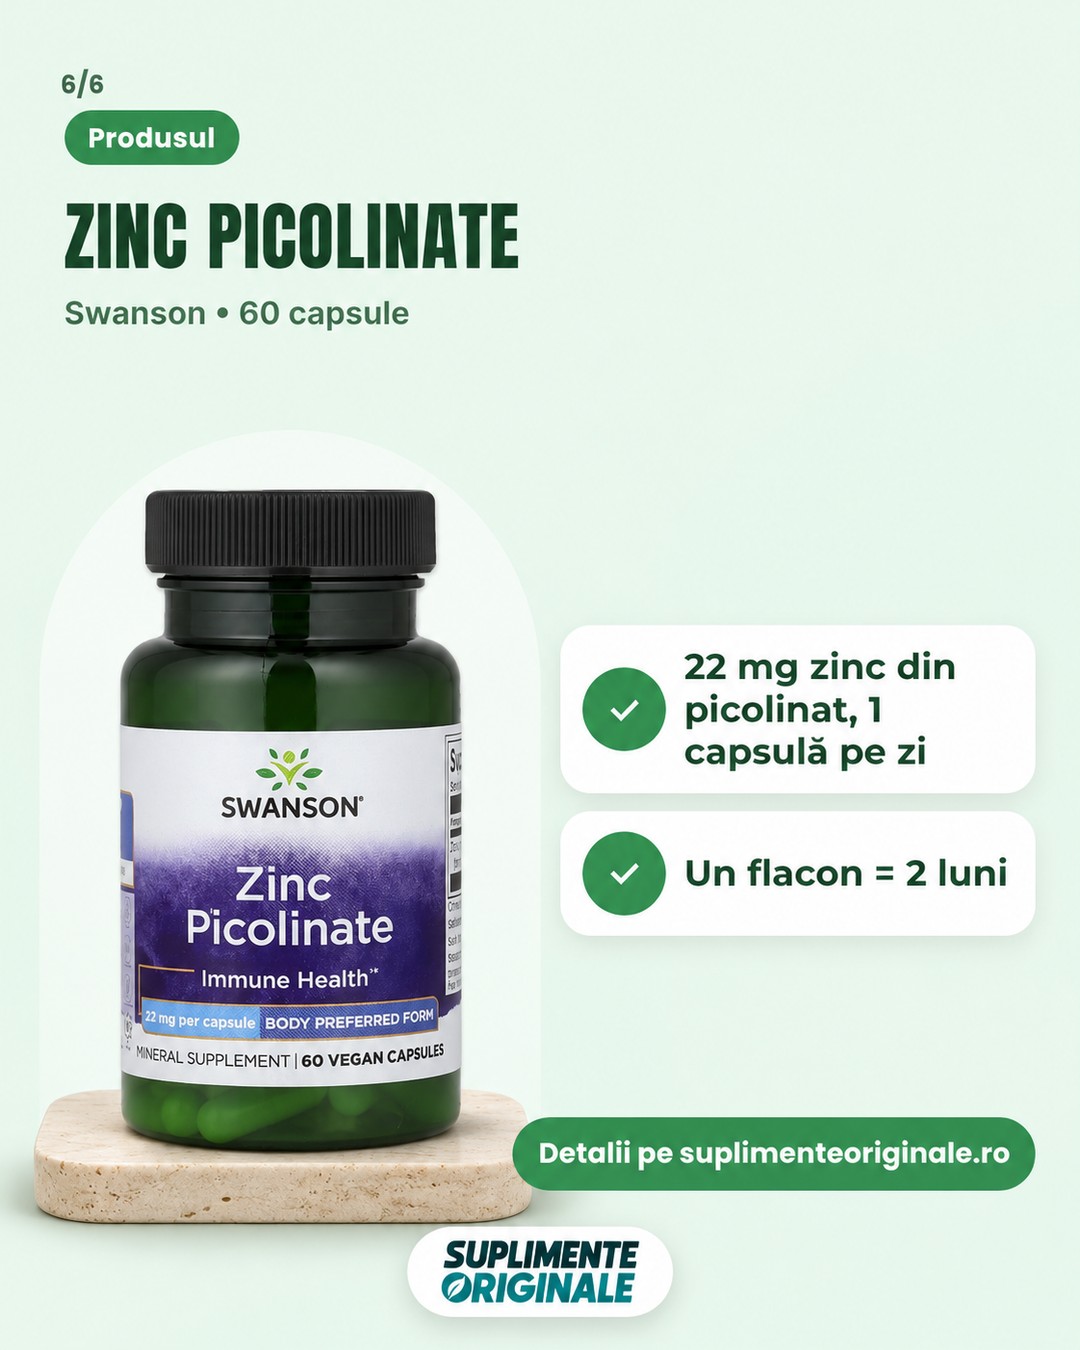 6/6
Produsul
ZINC PICOLINATE
Swanson • 60 capsule
SWANSON®
Zinc
Picolinate
Immune Health
22 mg per capsule BODY PREFERRED FORM
MINERAL SUPPLEMENT | 60 VEGAN CAPSULES
22 mg zinc din
picolinat, 1
capsulă pe zi
Un flacon = 2 luni
Detalii pe suplimenteoriginale.ro
SUPLIMENTE
ORIGINALE